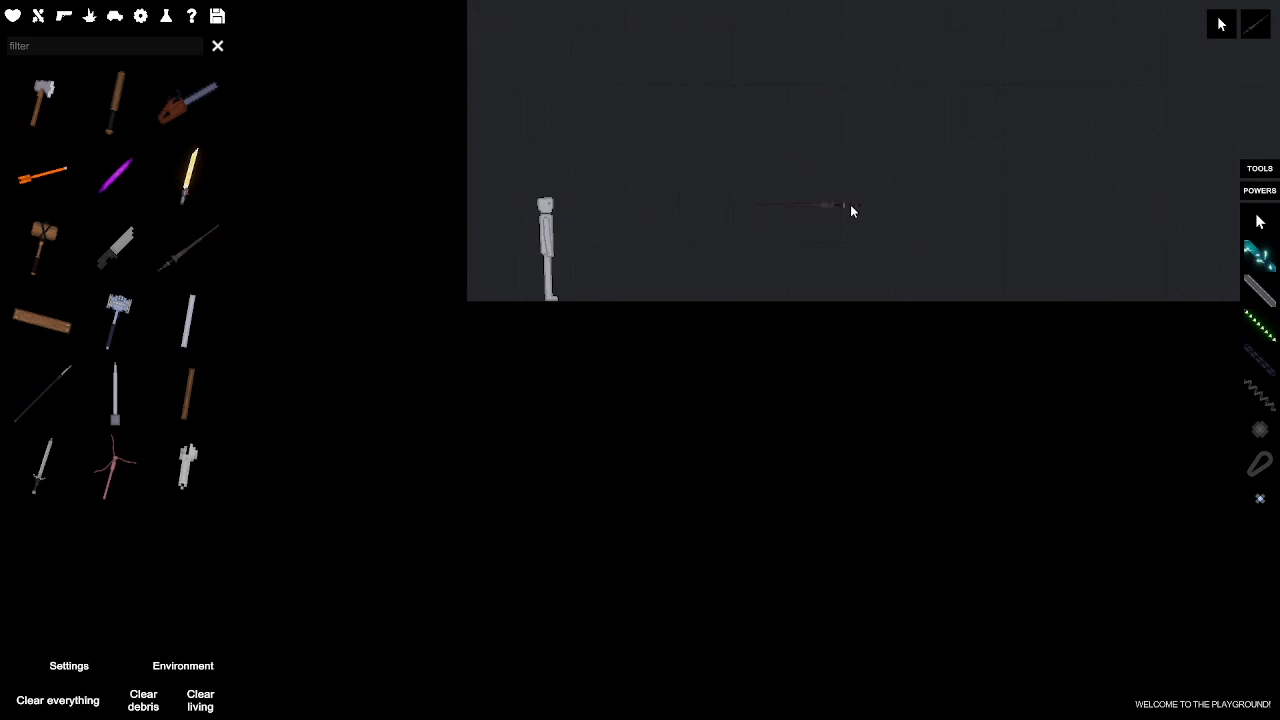 filter
TOOLS
POWERS
Settings
Environment
Clear everything
Clear
debris
Clear
living
WELCOME TO THE PLAYGROUND!